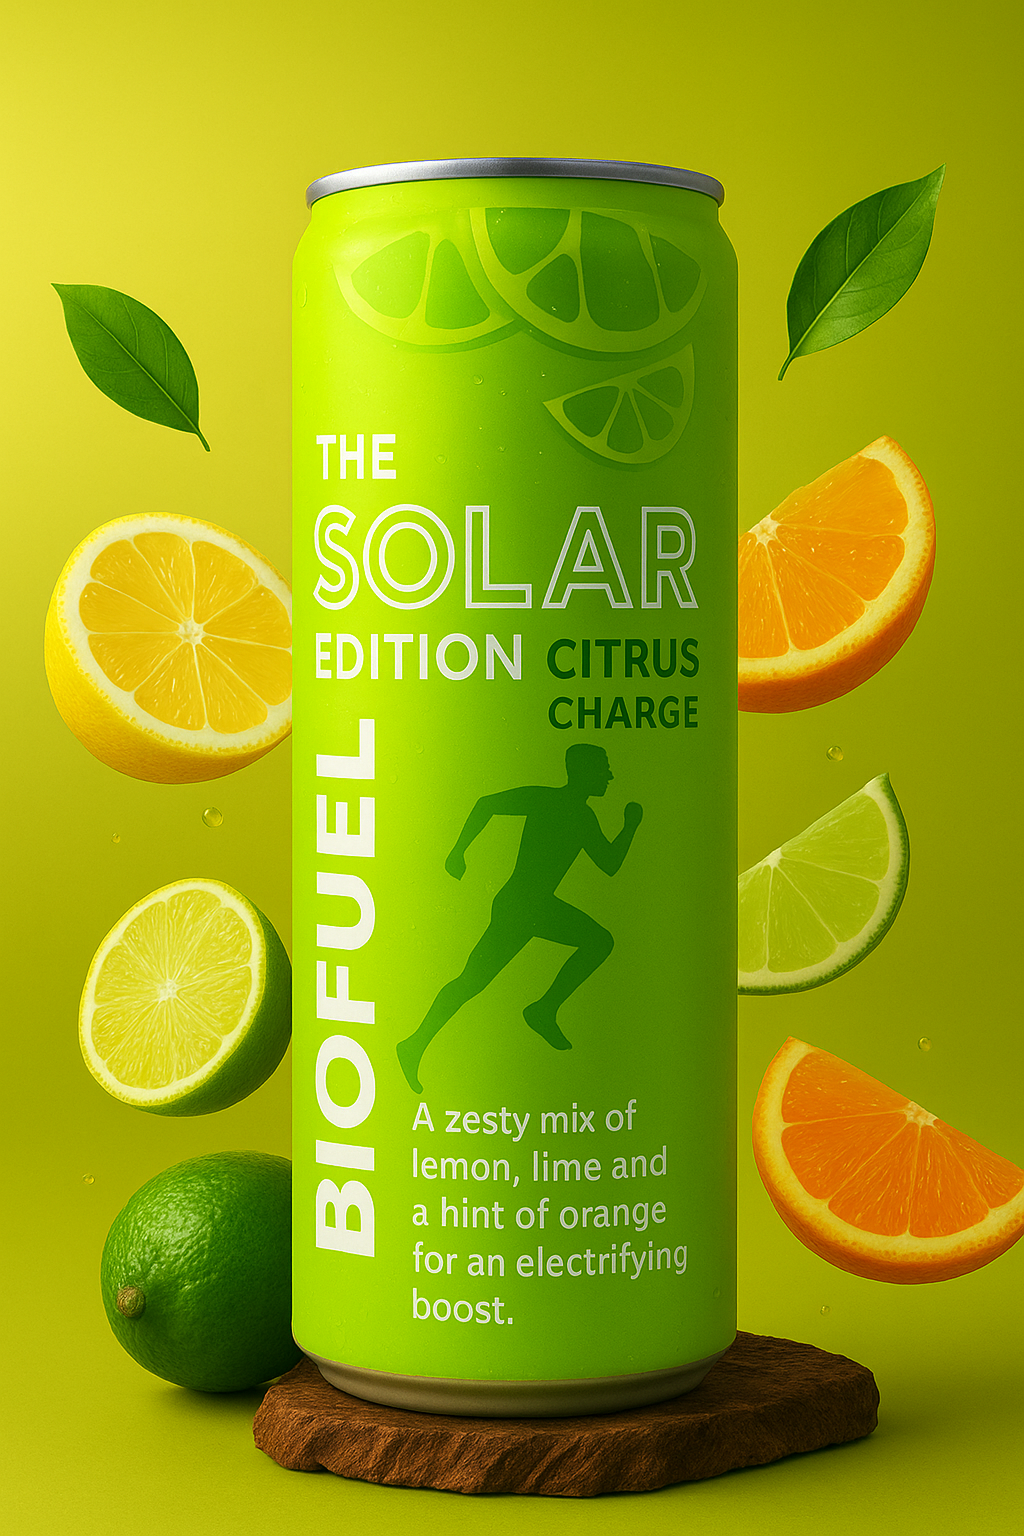 THE
SOLAR
EDITION
CITRUS
CHARGE
BIOFUEL
A zesty mix of
lemon, lime and
a hint of orange
for an electrifying
boost.